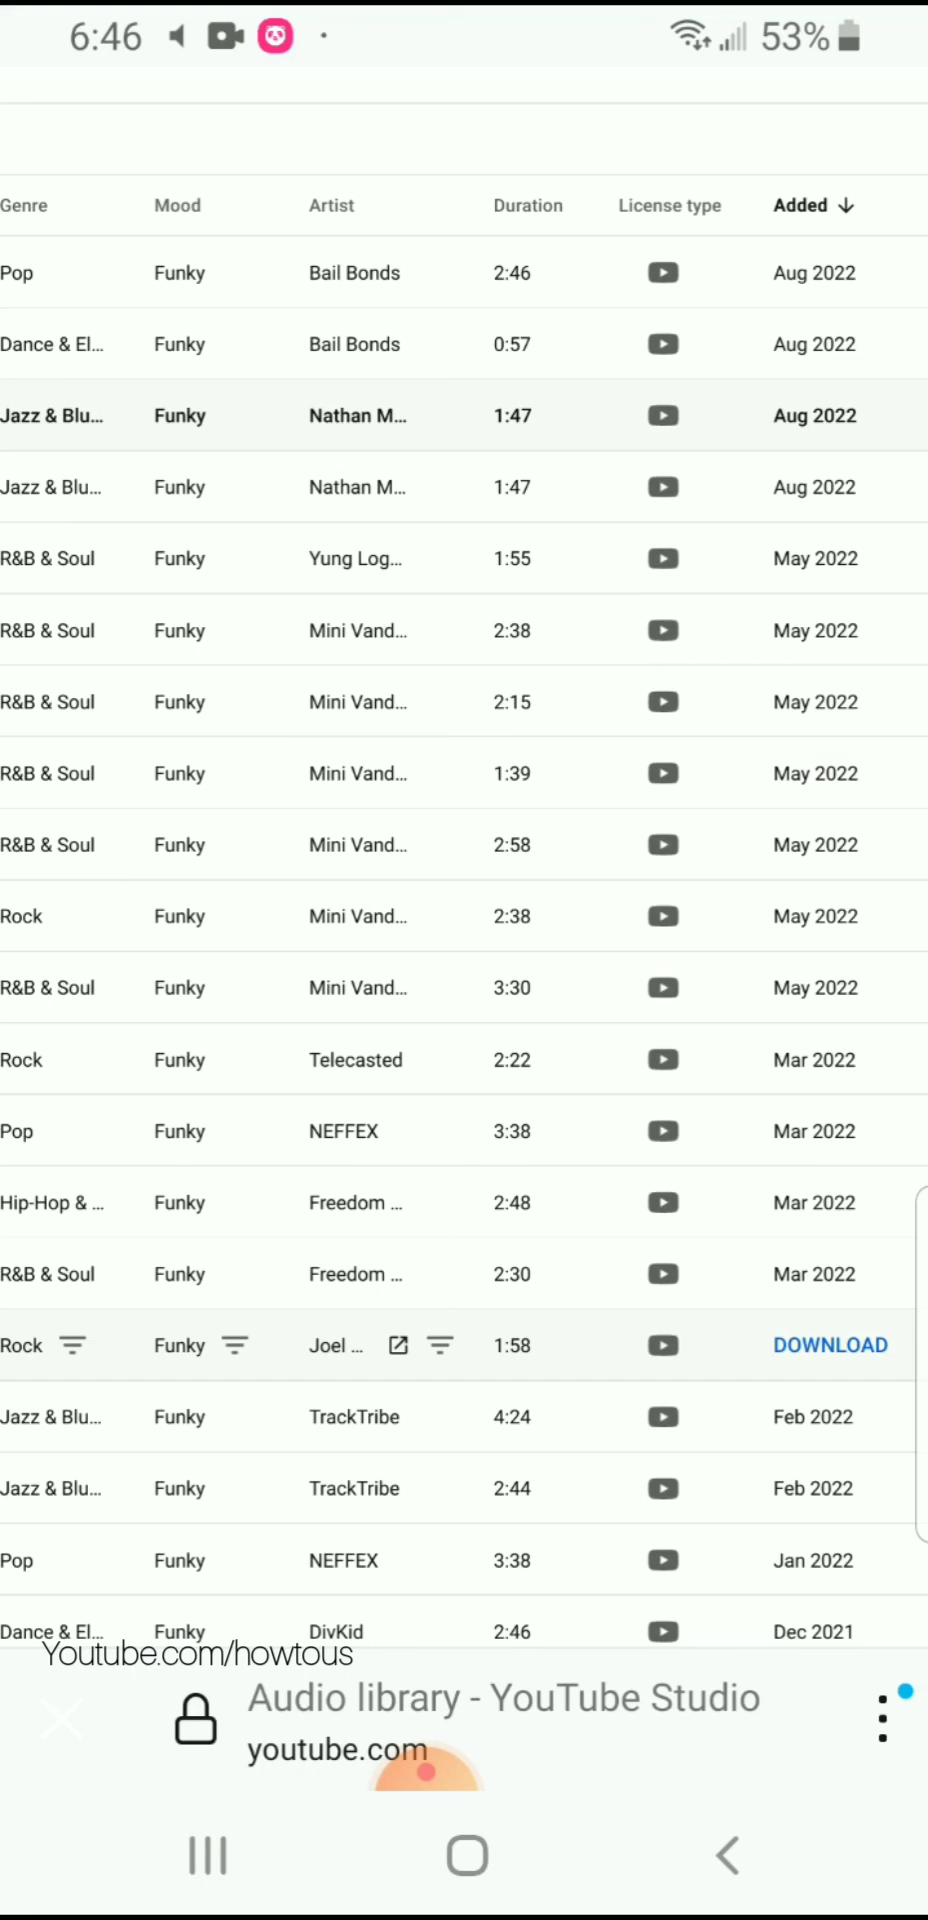 6:46 53%
Genre Mood Artist Duration License type Added
Pop Funky Bail Bonds 2:46 Aug 2022
Dance & El... Funky Bail Bonds 0:57 Aug 2022
Jazz & Blu... Funky Nathan M... 1:47 Aug 2022
Jazz & Blu... Funky Nathan M... 1:47 Aug 2022
R&B & Soul Funky Yung Log... 1:55 May 2022
R&B & Soul Funky Mini Vand... 2:38 May 2022
R&B & Soul Funky Mini Vand... 2:15 May 2022
R&B & Soul Funky Mini Vand... 1:39 May 2022
R&B & Soul Funky Mini Vand... 2:58 May 2022
Rock Funky Mini Vand... 2:38 May 2022
R&B & Soul Funky Mini Vand... 3:30 May 2022
Rock Funky Telecasted 2:22 Mar 2022
Pop Funky NEFFEX 3:38 Mar 2022
Hip-Hop & ... Funky Freedom ... 2:48 Mar 2022
R&B & Soul Funky Freedom ... 2:30 Mar 2022
Rock Funky Joel ... 1:58 DOWNLOAD
Jazz & Blu... Funky TrackTribe 4:24 Feb 2022
Jazz & Blu... Funky TrackTribe 2:44 Feb 2022
Pop Funky NEFFEX 3:38 Jan 2022
Dance & El... Funky DivKid 2:46 Dec 2021
Youtube.com/howtous
Audio library - YouTube Studio
youtube.com